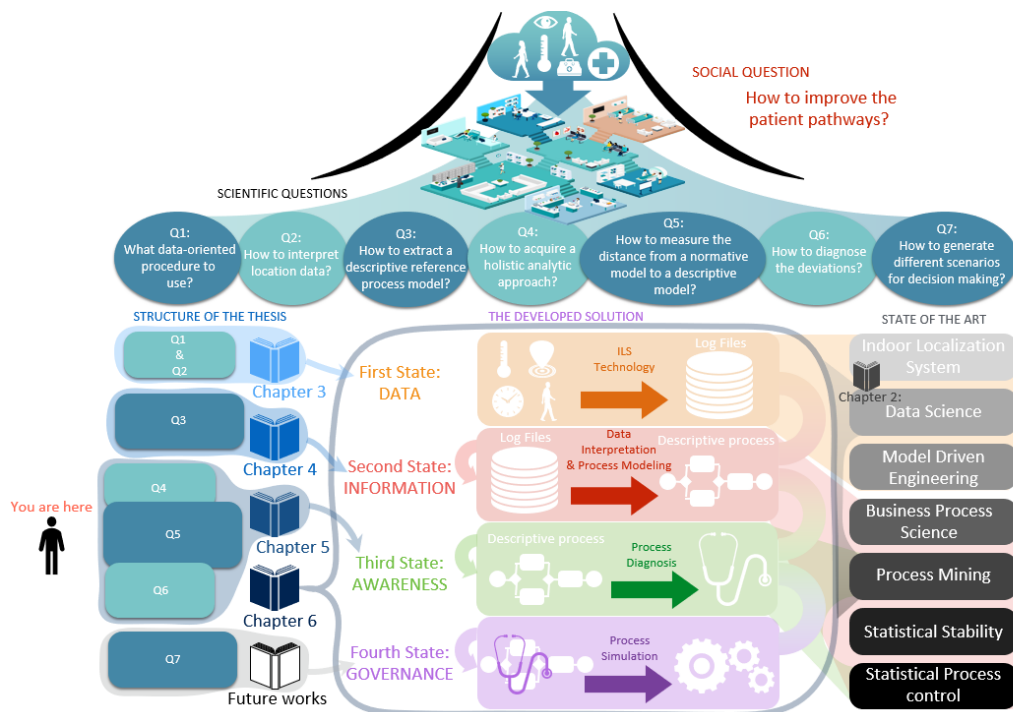 SOCIAL QUESTION
How to improve the
patient pathways?
SCIENTIFIC QUESTIONS
Q1:
What data-oriented
procedure to
use?
Q2:
How to interpret
location data?
Q3:
How to extract a
descriptive reference
process model?
Q4:
How to acquire a
holistic analytic
approach?
Q5:
How to measure the
distance from a normative
model to a descriptive
model?
Q6:
How to diagnose
the deviations?
Q7:
How to generate
different scenarios
for decision making?
STRUCTURE OF THE THESIS
THE DEVELOPED SOLUTION
STATE OF THE ART
Q1
&
Q2
Chapter 3
Q3
Chapter 4
Q4
Q5
Q6
Chapter 5
Chapter 6
Q7
Future works
You are here
First State:
DATA
ILS
Technology
Log Files
Second State:
INFORMATION
Log Files
Data
Interpretation
& Process Modeling
Descriptive process
Third State:
AWARENESS
Descriptive process
Process
Diagnosis
Fourth State:
GOVERNANCE
Process
Simulation
Chapter 2:
Indoor Localization
System
Data Science
Model Driven
Engineering
Business Process
Science
Process Mining
Statistical Stability
Statistical Process
control